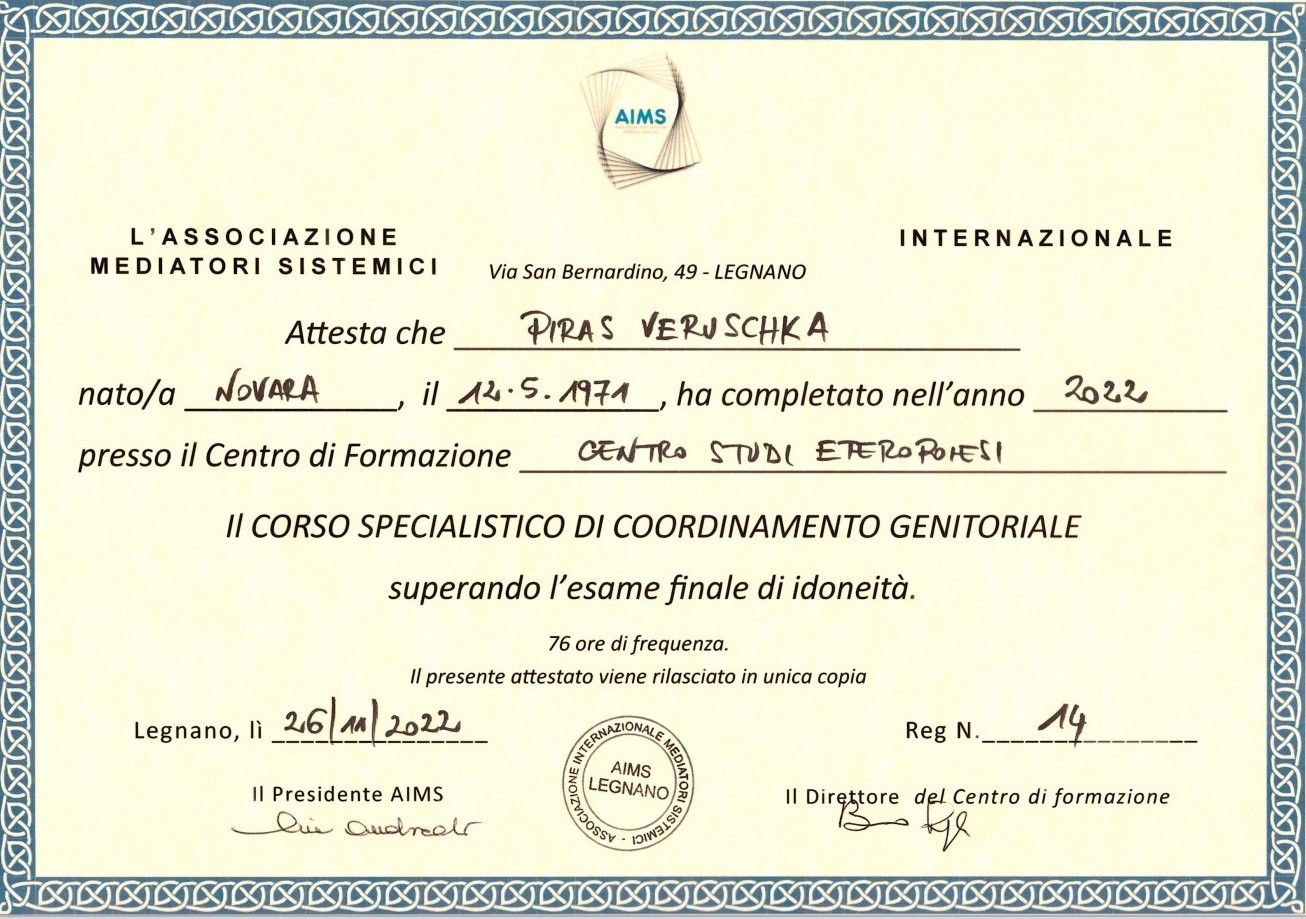 AIMS
L'ASSOCIAZIONE INTERNAZIONALE
MEDIATORI SISTEMICI
Via San Bernardino, 49 - LEGNANO
Attesta che PIRAS VERUSCHKA
nato/a NOVARA, il 12.5.1971, ha completato nell'anno 2022
presso il Centro di Formazione CENTRO STUDI ETEROPOIESI
Il CORSO SPECIALISTICO DI COORDINAMENTO GENITORIALE
superando l'esame finale di idoneità.
76 ore di frequenza.
Il presente attestato viene rilasciato in unica copia
Legnano, lì 26/11/2022
Reg N. 14
ASSOCIAZIONE INTERNAZIONALE MEDIATORI SISTEMICI -
AIMS
LEGNANO
Il Presidente AIMS
Il Direttore del Centro di formazione